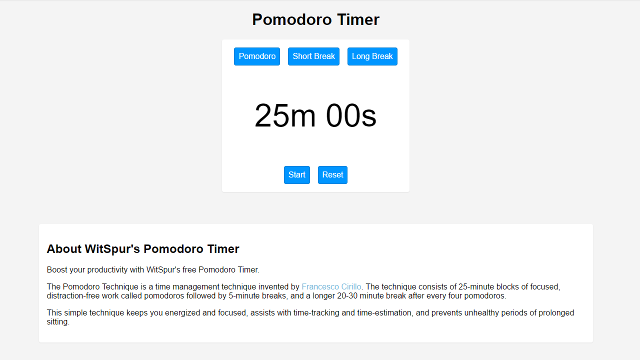 Pomodoro Timer
Pomodoro Short Break Long Break
25m 00s
Start Reset
About WitSpur's Pomodoro Timer
Boost your productivity with WitSpur's free Pomodoro Timer.
The Pomodoro Technique is a time management technique invented by Francesco Cirillo. The technique consists of 25-minute blocks of focused,
distraction-free work called pomodoros followed by 5-minute breaks, and a longer 20-30 minute break after every four pomodoros.
This simple technique keeps you energized and focused, assists with time-tracking and time-estimation, and prevents unhealthy periods of prolonged
sitting.